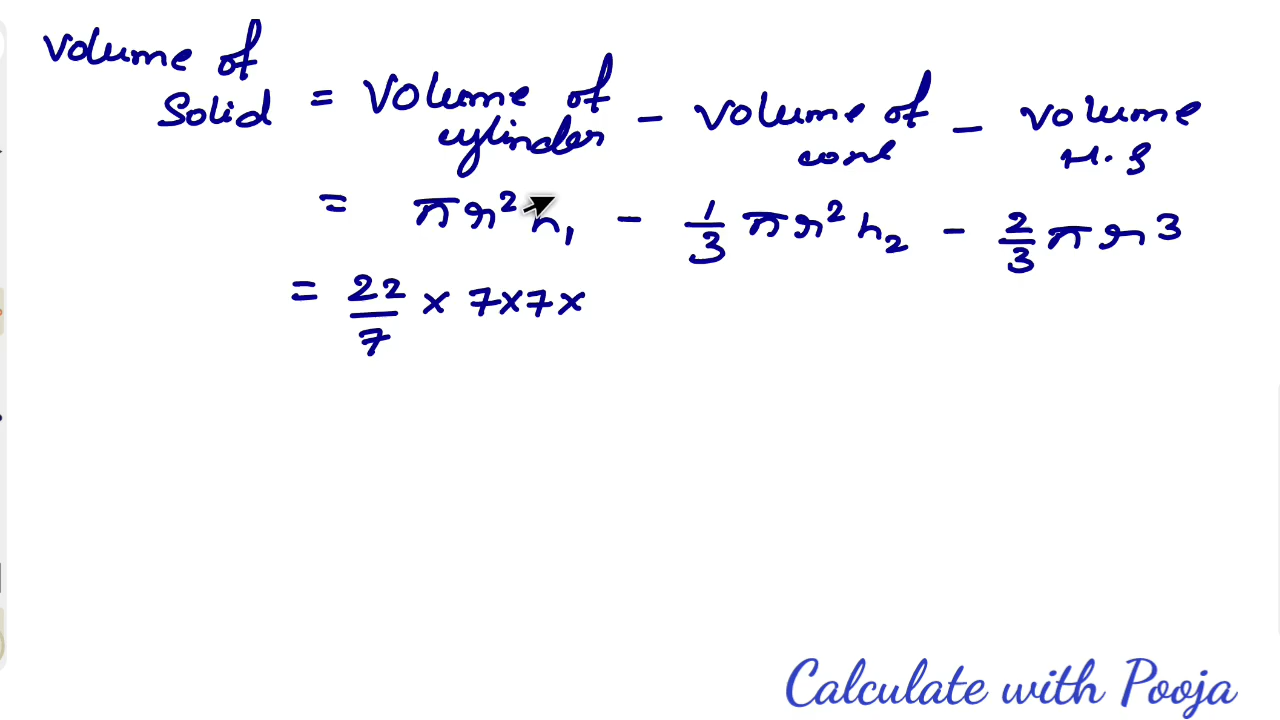 Volume of
Solid = Volume of cylinder - Volume of cone - Volume H.S
= πr²h₁ - 1/3 πr²h₂ - 2/3 πr³
= 22/7 × 7×7×
Calculate with Pooja